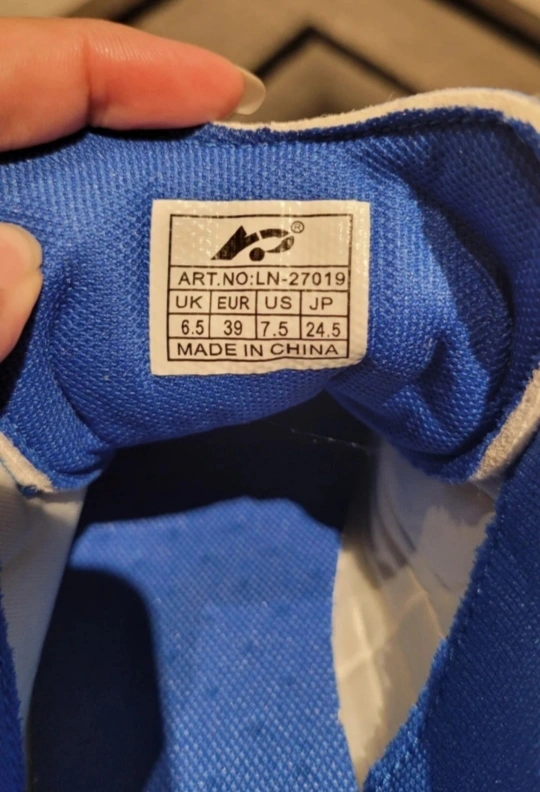 ®
ART.NO:LN-27019
UK EUR US JP
6.5 39 7.5 24.5
MADE IN CHINA